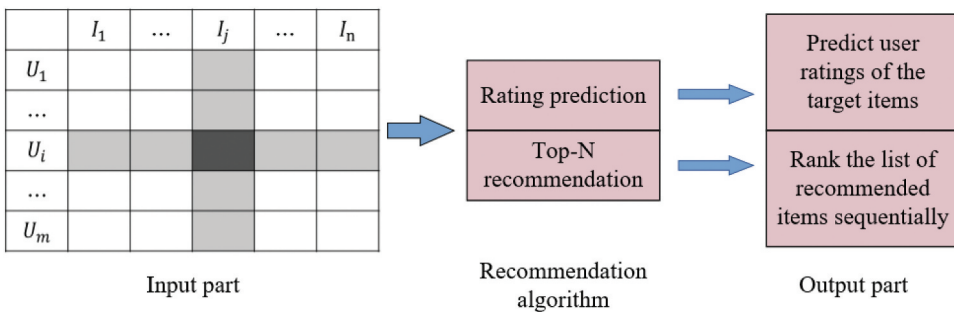 I₁ ... Iⱼ ... Iₙ
U₁
...
Uᵢ
...
Uₘ
Input part
Rating prediction
Top-N
recommendation
Recommendation
algorithm
Predict user
ratings of the
target items
Rank the list of
recommended
items sequentially
Output part